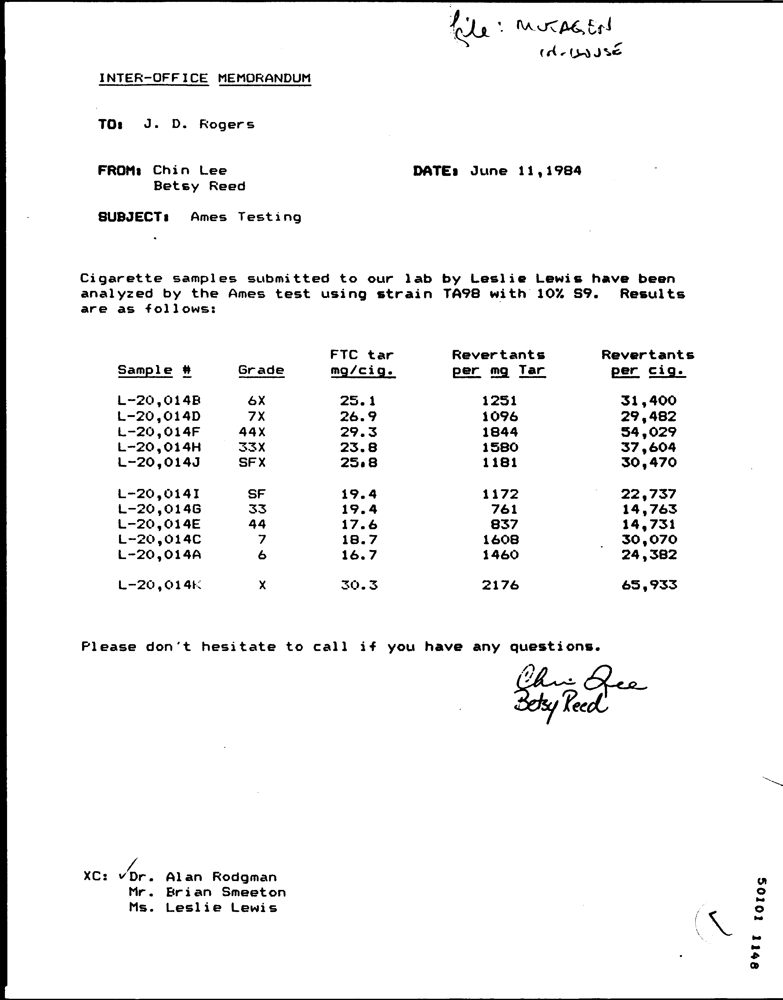 file: MUTAGEN
IN-HOUSE
INTER-OFFICE MEMORANDUM
TO: J. D. Rogers
FROM: Chin Lee DATE: June 11,1984
Betsy Reed
SUBJECT: Ames Testing
Cigarette samples submitted to our lab by Leslie Lewis have been
analyzed by the Ames test using strain TA98 with 10% S9. Results
are as follows:
FTC tar Revertants Revertants
Sample # Grade mg/cig. per mg Tar per cig.
L-20,014B 6X 25.1 1251 31,400
L-20,014D 7X 26.9 1096 29,482
L-20,014F 44X 29.3 1844 54,029
L-20,014H 33X 23.8 1580 37,604
L-20,014J SFX 25.8 1181 30,470
L-20,014I SF 19.4 1172 22,737
L-20,014G 33 19.4 761 14,763
L-20,014E 44 17.6 837 14,731
L-20,014C 7 18.7 1608 30,070
L-20,014A 6 16.7 1460 24,382
L-20,014K X 30.3 2176 65,933
Please don't hesitate to call if you have any questions.
Chin Lee
Betsy Reed
XC: ✓Dr. Alan Rodgman
Mr. Brian Smeeton
Ms. Leslie Lewis
50101 1148